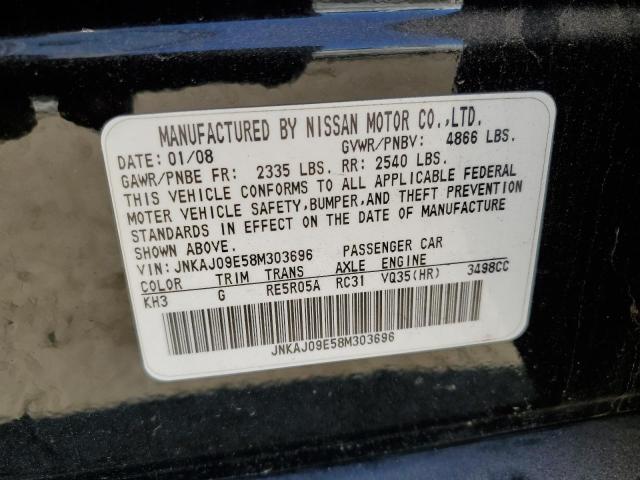 MANUFACTURED BY NISSAN MOTOR CO.,LTD.
DATE: 01/08 GVWR/PNBV: 4866 LBS.
GAWR/PNBE FR: 2335 LBS. RR: 2540 LBS.
THIS VEHICLE CONFORMS TO ALL APPLICABLE FEDERAL
MOTER VEHICLE SAFETY,BUMPER,AND THEFT PREVENTION
STANDARDS IN EFFECT ON THE DATE OF MANUFACTURE
SHOWN ABOVE.
VIN: JNKAJ09E58M303696 PASSENGER CAR
COLOR TRIM TRANS AXLE ENGINE
KH3 G RE5R05A RC31 VQ35(HR) 3498CC
JNKAJ09E58M303696